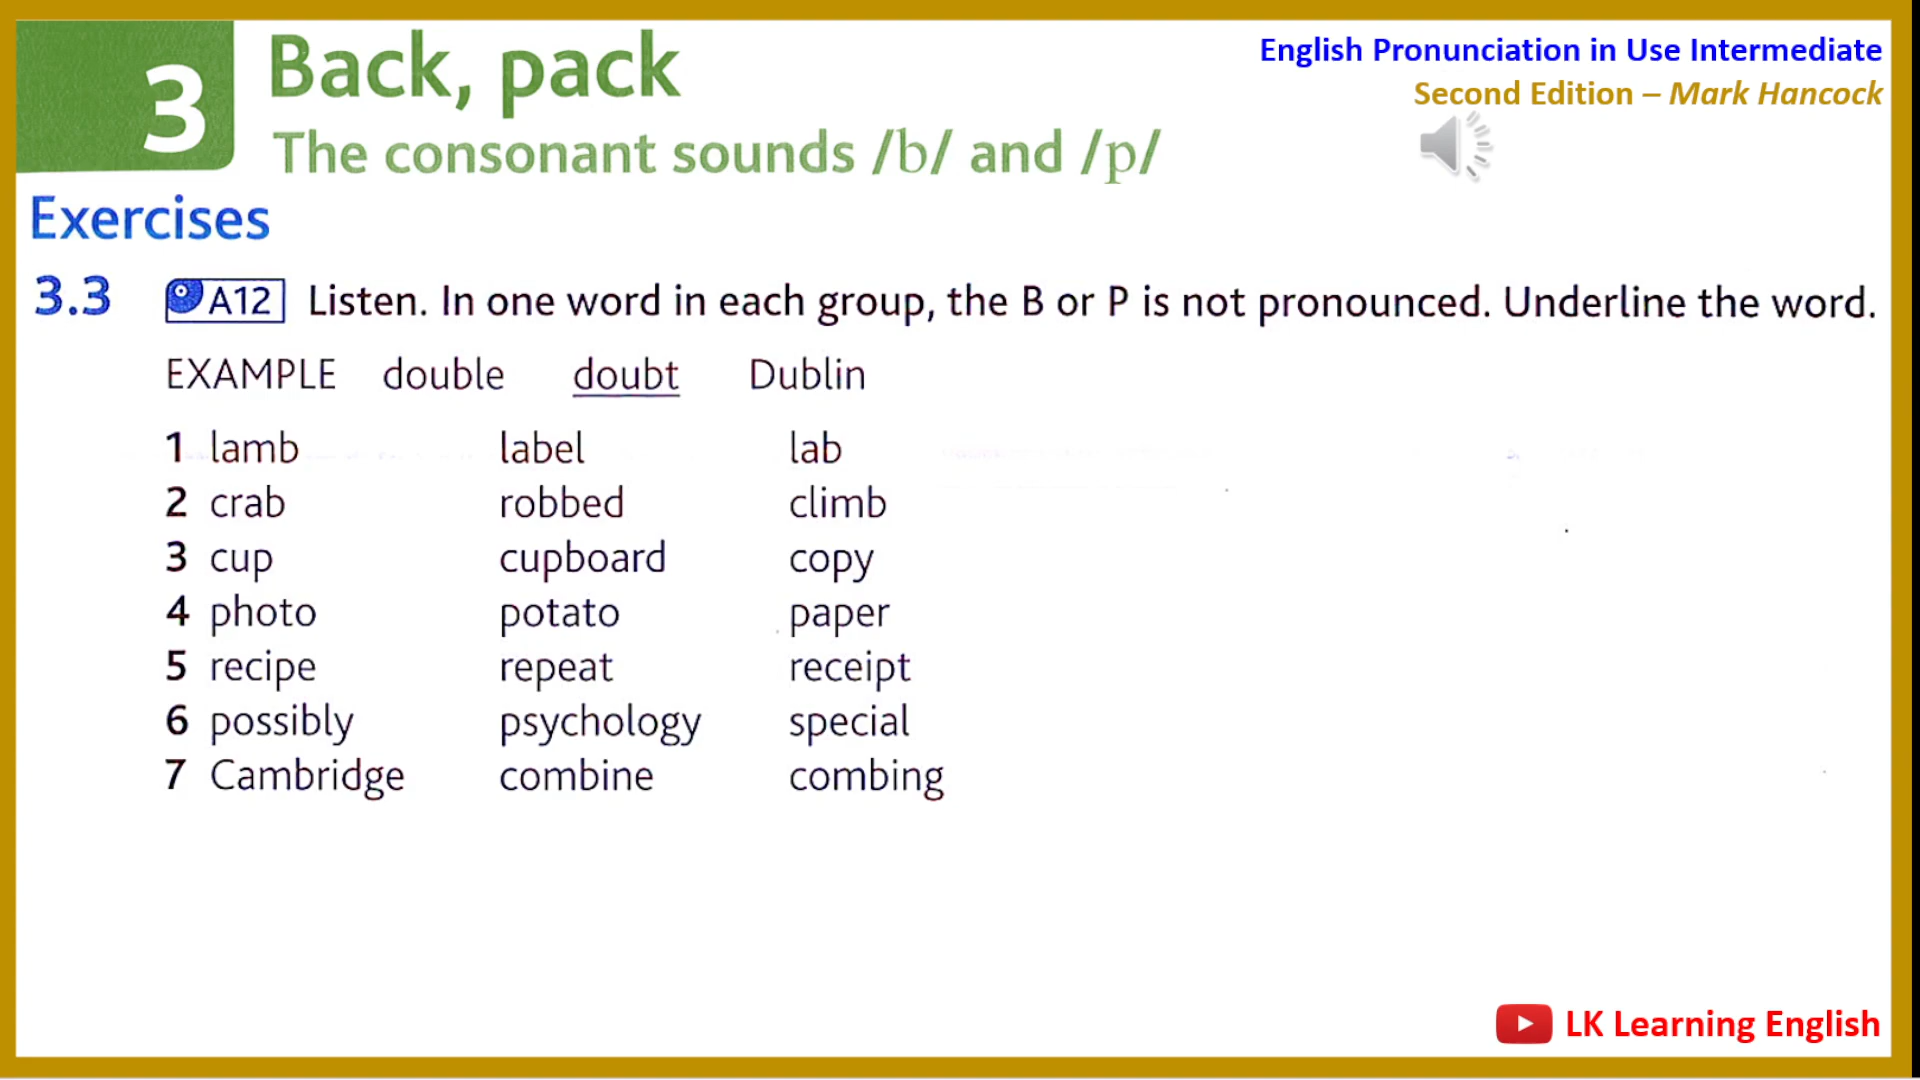 3
Back, pack
The consonant sounds /b/ and /p/
English Pronunciation in Use Intermediate
Second Edition – Mark Hancock
Exercises
3.3 A12 Listen. In one word in each group, the B or P is not pronounced. Underline the word.
EXAMPLE double doubt Dublin
1 lamb label lab
2 crab robbed climb
3 cup cupboard copy
4 photo potato paper
5 recipe repeat receipt
6 possibly psychology special
7 Cambridge combine combing
LK Learning English